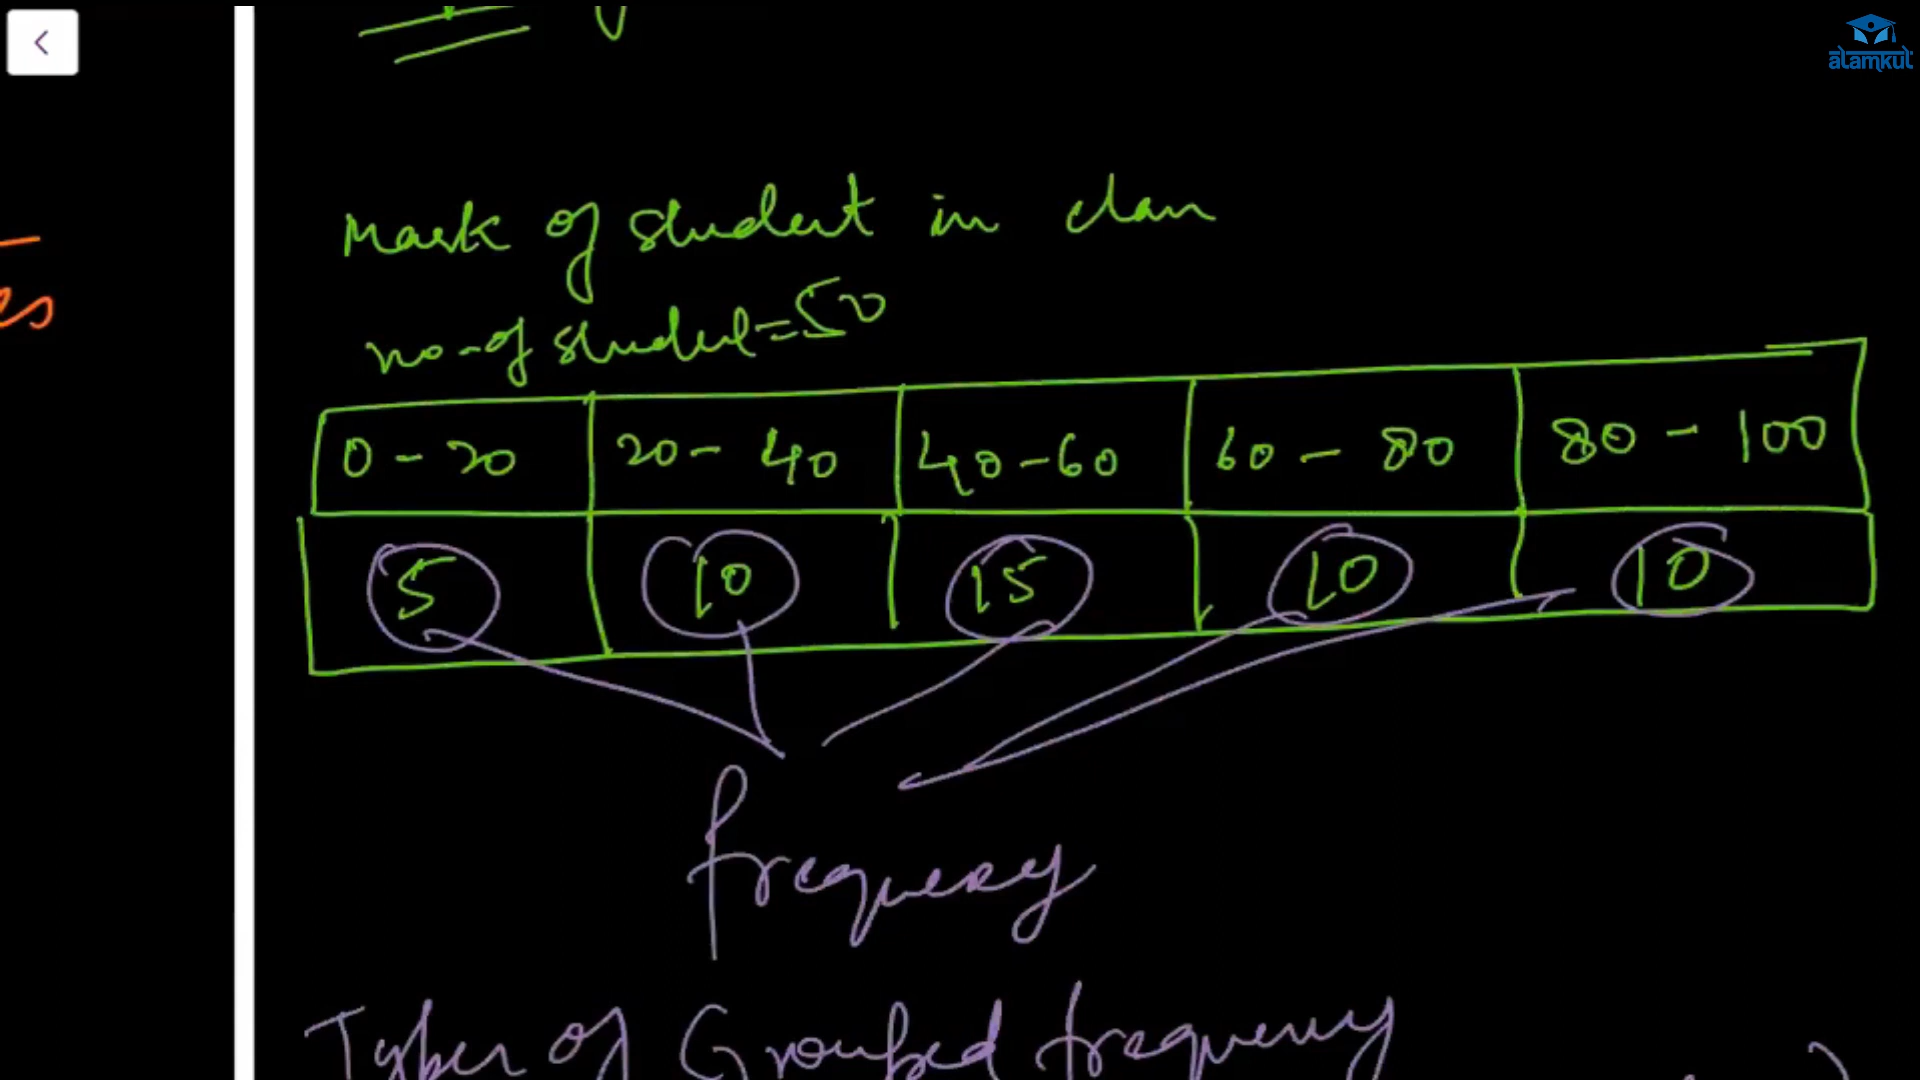 alamkul
es
Mark of student in class
no-of student=50
0-20 20-40 40-60 60-80 80-100
5 10 15 10 10
frequency
Types of Grouped frequency